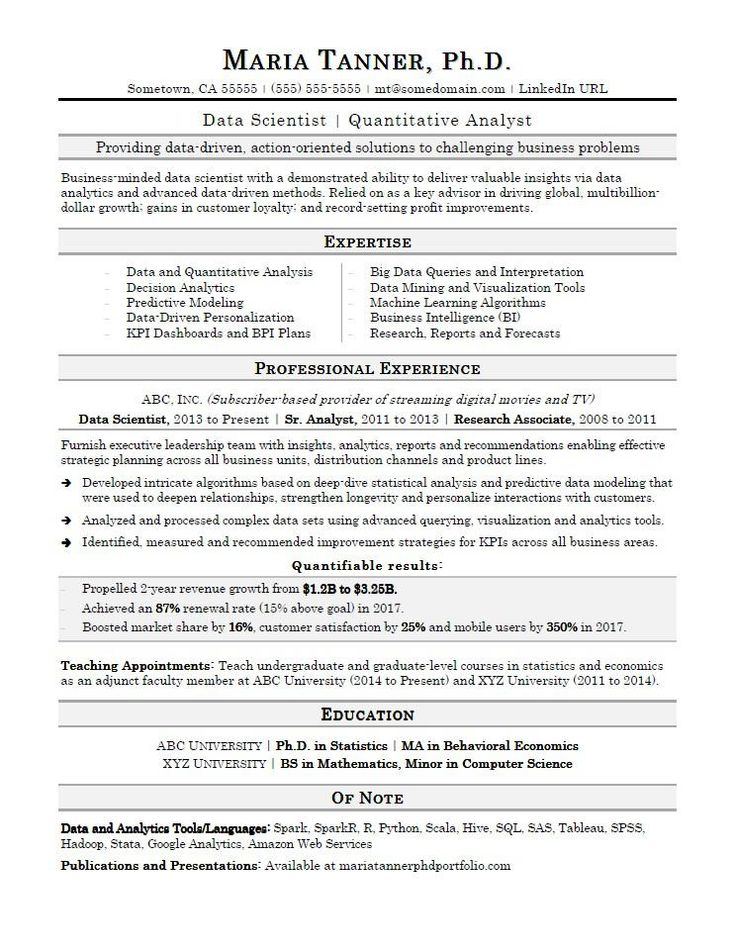 MARIA TANNER, PH.D.
Sometown, CA 55555 | (555) 555-5555 | mt@somedomain.com | LinkedIn URL
Data Scientist | Quantitative Analyst
Providing data-driven, action-oriented solutions to challenging business problems
Business-minded data scientist with a demonstrated ability to deliver valuable insights via data
analytics and advanced data-driven methods. Relied on as a key advisor in driving global, multibillion-
dollar growth; gains in customer loyalty; and record-setting profit improvements.
EXPERTISE
– Data and Quantitative Analysis
– Decision Analytics
– Predictive Modeling
– Data-Driven Personalization
– KPI Dashboards and BPI Plans
– Big Data Queries and Interpretation
– Data Mining and Visualization Tools
– Machine Learning Algorithms
– Business Intelligence (BI)
– Research, Reports and Forecasts
PROFESSIONAL EXPERIENCE
ABC, INC. (Subscriber-based provider of streaming digital movies and TV)
Data Scientist, 2013 to Present | Sr. Analyst, 2011 to 2013 | Research Associate, 2008 to 2011
Furnish executive leadership team with insights, analytics, reports and recommendations enabling effective
strategic planning across all business units, distribution channels and product lines.
➔ Developed intricate algorithms based on deep-dive statistical analysis and predictive data modeling that
were used to deepen relationships, strengthen longevity and personalize interactions with customers.
➔ Analyzed and processed complex data sets using advanced querying, visualization and analytics tools.
➔ Identified, measured and recommended improvement strategies for KPIs across all business areas.
Quantifiable results:
– Propelled 2-year revenue growth from $1.2B to $3.25B.
– Achieved an 87% renewal rate (15% above goal) in 2017.
– Boosted market share by 16%, customer satisfaction by 25% and mobile users by 350% in 2017.
Teaching Appointments: Teach undergraduate and graduate-level courses in statistics and economics
as an adjunct faculty member at ABC University (2014 to Present) and XYZ University (2011 to 2014).
EDUCATION
ABC UNIVERSITY | Ph.D. in Statistics | MA in Behavioral Economics
XYZ UNIVERSITY | BS in Mathematics, Minor in Computer Science
OF NOTE
Data and Analytics Tools/Languages: Spark, SparkR, R, Python, Scala, Hive, SQL, SAS, Tableau, SPSS,
Hadoop, Stata, Google Analytics, Amazon Web Services
Publications and Presentations: Available at mariatannerphdportfolio.com